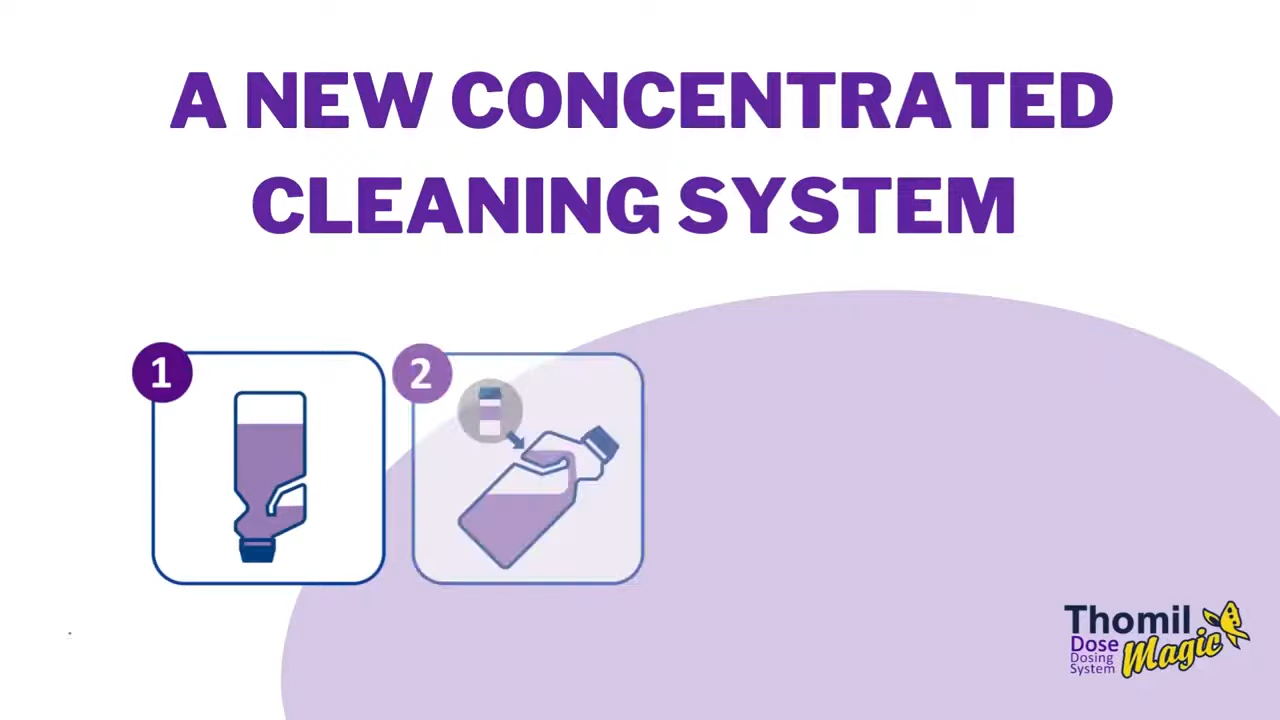 A NEW CONCENTRATED
CLEANING SYSTEM
1
2
Thomil
Dose
Dosing
System
Magic